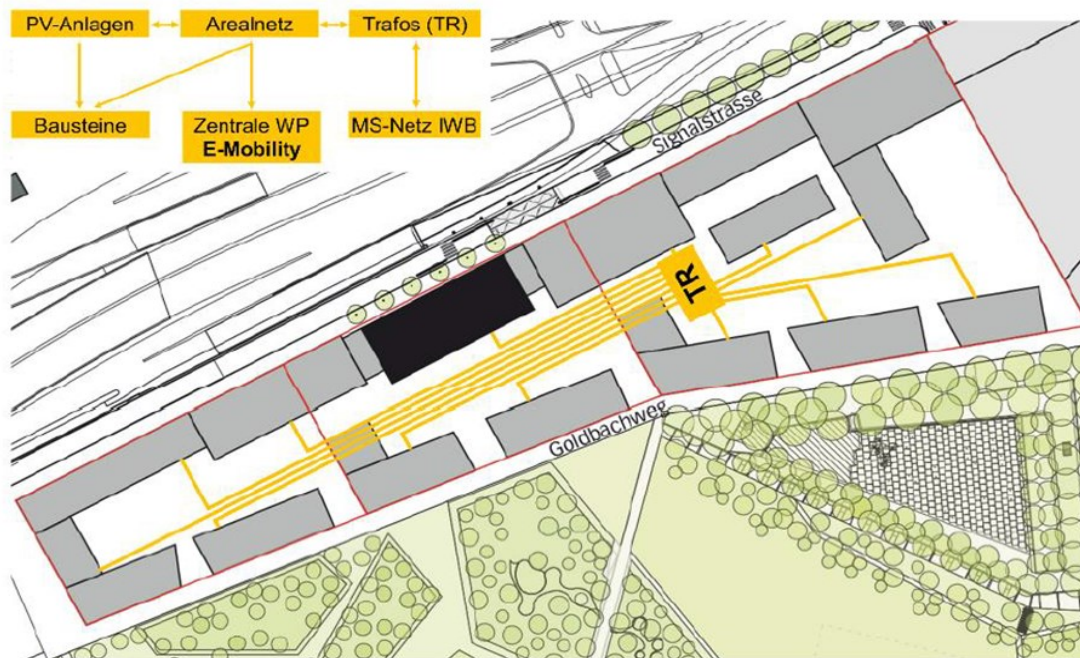 PV-Anlagen
Arealnetz
Trafos (TR)
Bausteine
Zentrale WP
E-Mobility
MS-Netz IWB
Signalstrasse
TR
Goldbachweg